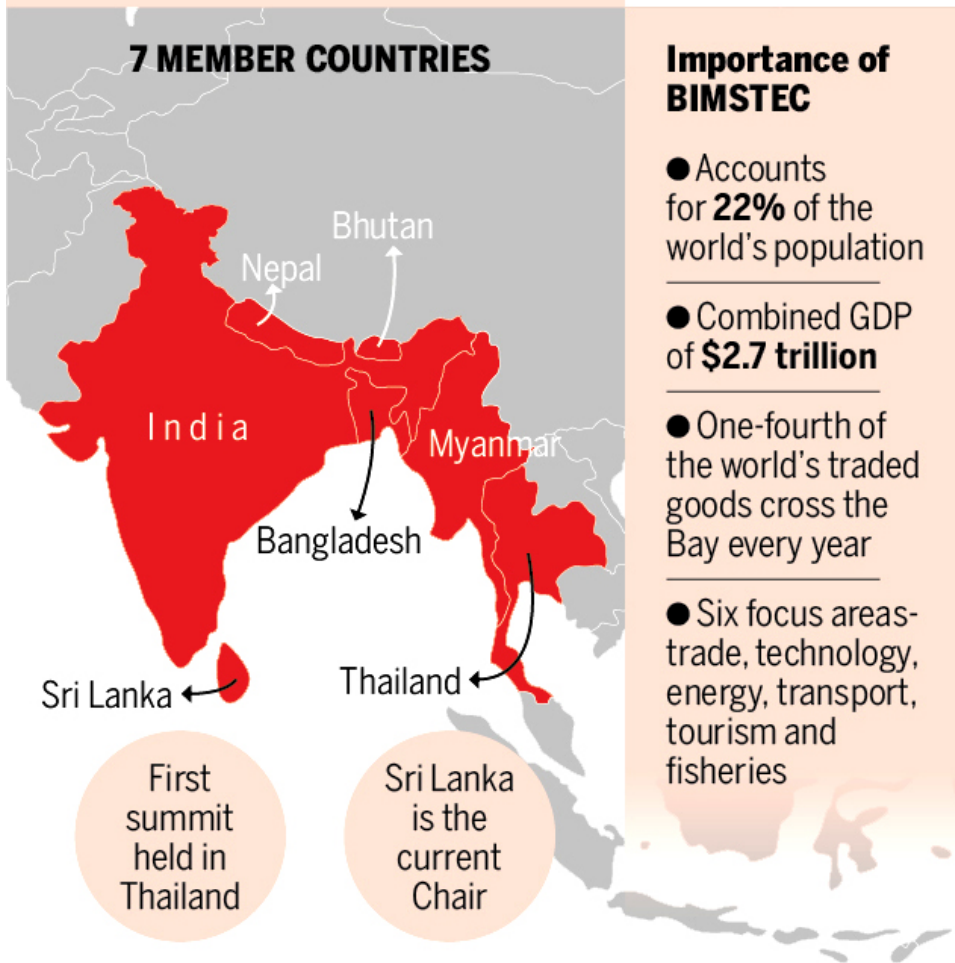 7 MEMBER COUNTRIES
Bhutan
Nepal
India
Myanmar
Bangladesh
Thailand
Sri Lanka
First
summit
held in
Thailand
Sri Lanka
is the
current
Chair
Importance of
BIMSTEC
● Accounts
for 22% of the
world's population
● Combined GDP
of $2.7 trillion
● One-fourth of
the world's traded
goods cross the
Bay every year
● Six focus areas-
trade, technology,
energy, transport,
tourism and
fisheries